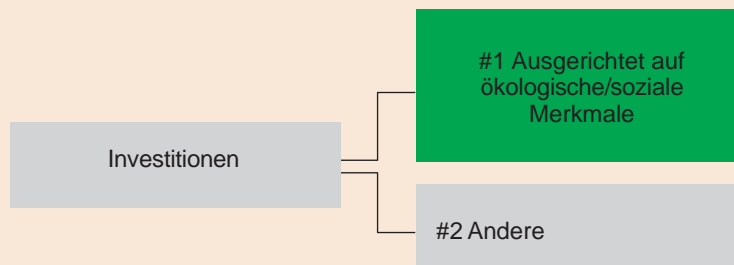 #1 Ausgerichtet auf
ökologische/soziale
Merkmale
Investitionen
#2 Andere